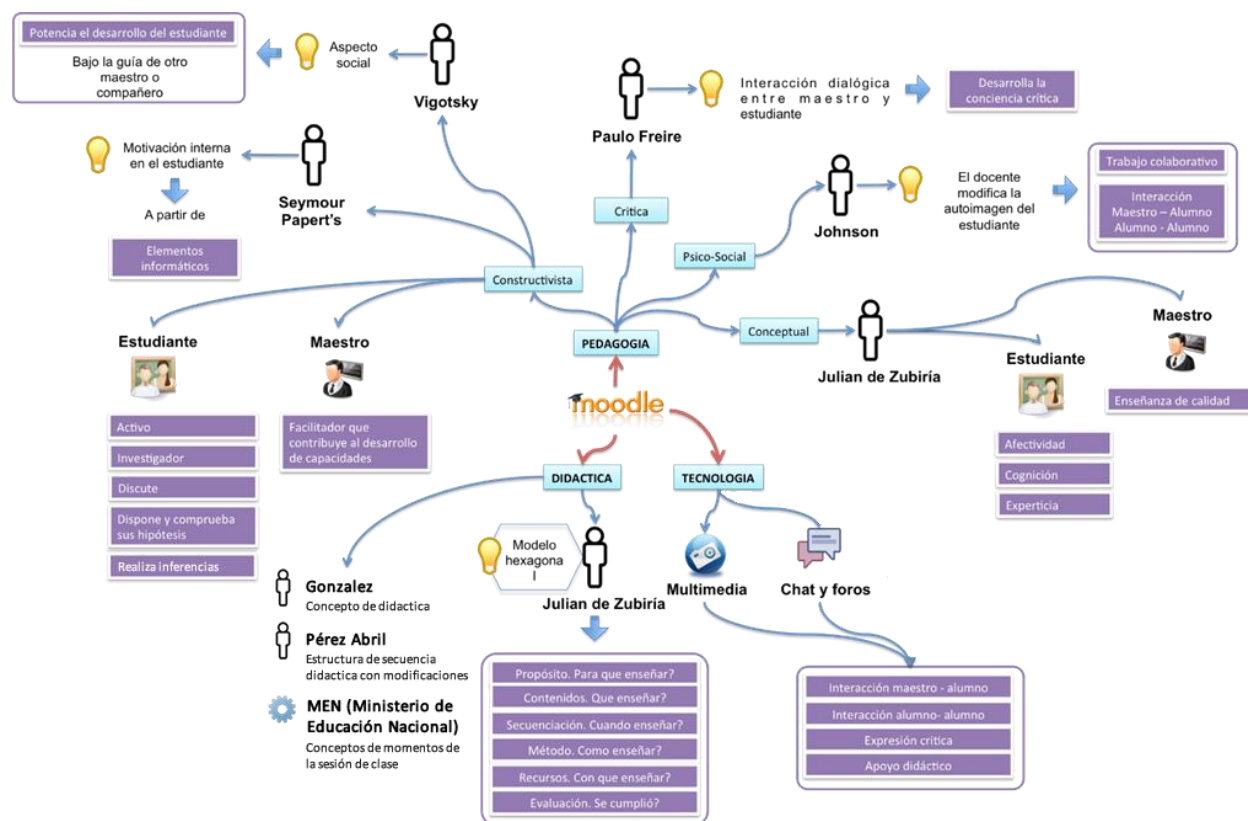 Potencia el desarrollo del estudiante
Bajo la guía de otro
maestro o
compañero
Aspecto
social
Vigotsky
Motivación interna
en el estudiante
Seymour
Papert's
A partir de
Elementos
informáticos
Paulo Freire
Interacción dialógica
entre maestro y
estudiante
Desarrolla la
conciencia crítica
Critica
Johnson
El docente
modifica la
autoimagen del
estudiante
Trabajo colaborativo
Interacción
Maestro – Alumno
Alumno - Alumno
Psico-Social
Constructivista
Conceptual
PEDAGOGIA
Julian de Zubiría
Maestro
Enseñanza de calidad
Estudiante
Afectividad
Cognición
Experticia
Estudiante
Activo
Investigador
Discute
Dispone y comprueba
sus hipótesis
Realiza inferencias
Maestro
Facilitador que
contribuye al desarrollo
de capacidades
moodle
DIDACTICA
TECNOLOGIA
Gonzalez
Concepto de didactica
Pérez Abril
Estructura de secuencia
didactica con modificaciones
MEN (Ministerio de
Educación Nacional)
Conceptos de momentos de
la sesión de clase
Modelo
hexagona
l
Julian de Zubiría
Propósito. Para que enseñar?
Contenidos. Que enseñar?
Secuenciación. Cuando enseñar?
Método. Como enseñar?
Recursos. Con que enseñar?
Evaluación. Se cumplió?
Multimedia
Chat y foros
Interacción maestro - alumno
Interacción alumno- alumno
Expresión critica
Apoyo didáctico